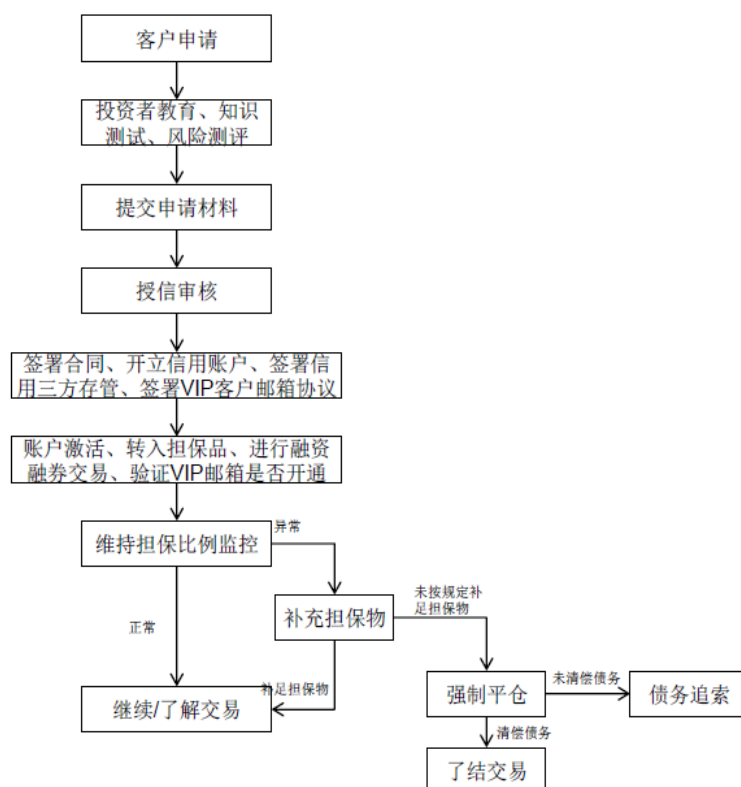 客户申请
投资者教育、知识
测试、风险测评
提交申请材料
授信审核
签署合同、开立信用账户、签署信
用三方存管、签署VIP客户邮箱协议
账户激活、转入担保品、进行融资
融券交易、验证VIP邮箱是否开通
异常
维持担保比例监控
未按规定补
足担保物
补充担保物
正常
补足担保物
未清偿债务
继续/了解交易
强制平仓
债务追索
清偿债务
了结交易